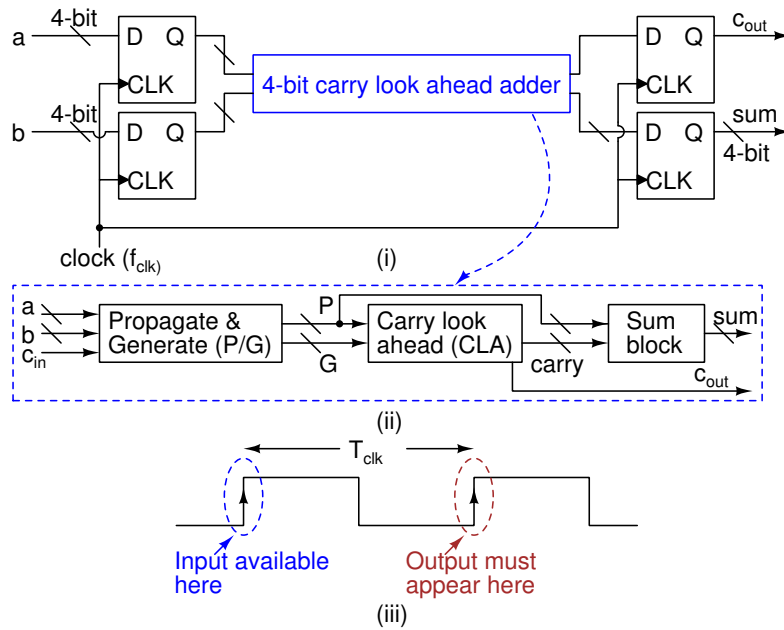 a
4-bit
D Q
CLK
b
4-bit
D Q
CLK
4-bit carry look ahead adder
D Q
CLK
c_out
D Q
CLK
sum
4-bit
clock (f_clk)
(i)
a
b
c_in
Propagate &
Generate (P/G)
P
G
Carry look
ahead (CLA)
carry
Sum
block
sum
c_out
(ii)
T_clk
Input available
here
Output must
appear here
(iii)